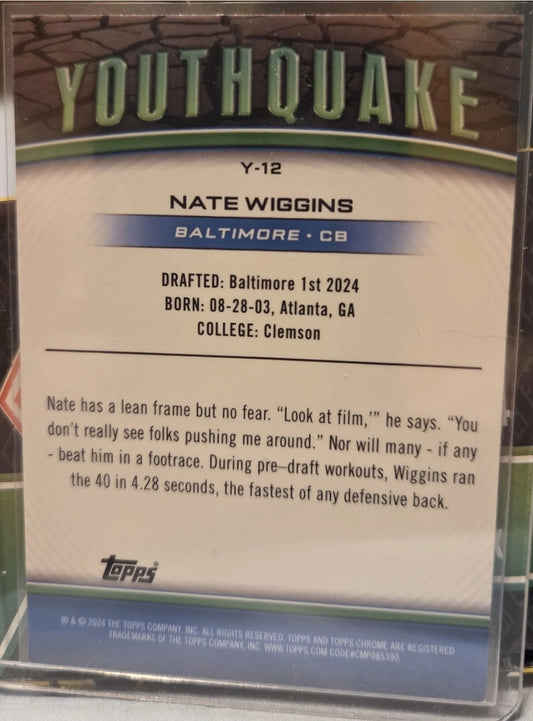 YOUTHQUAKE
Y-12
NATE WIGGINS
BALTIMORE • CB
DRAFTED: Baltimore 1st 2024
BORN: 08-28-03, Atlanta, GA
COLLEGE: Clemson
Nate has a lean frame but no fear. “Look at film,’” he says. “You
don’t really see folks pushing me around.” Nor will many - if any
- beat him in a footrace. During pre–draft workouts, Wiggins ran
the 40 in 4.28 seconds, the fastest of any defensive back.
topps
® & © 2024 THE TOPPS COMPANY, INC. ALL RIGHTS RESERVED. TOPPS AND TOPPS CHROME ARE REGISTERED
TRADEMARKS OF THE TOPPS COMPANY, INC. WWW.TOPPS.COM CODE#CMP085390.